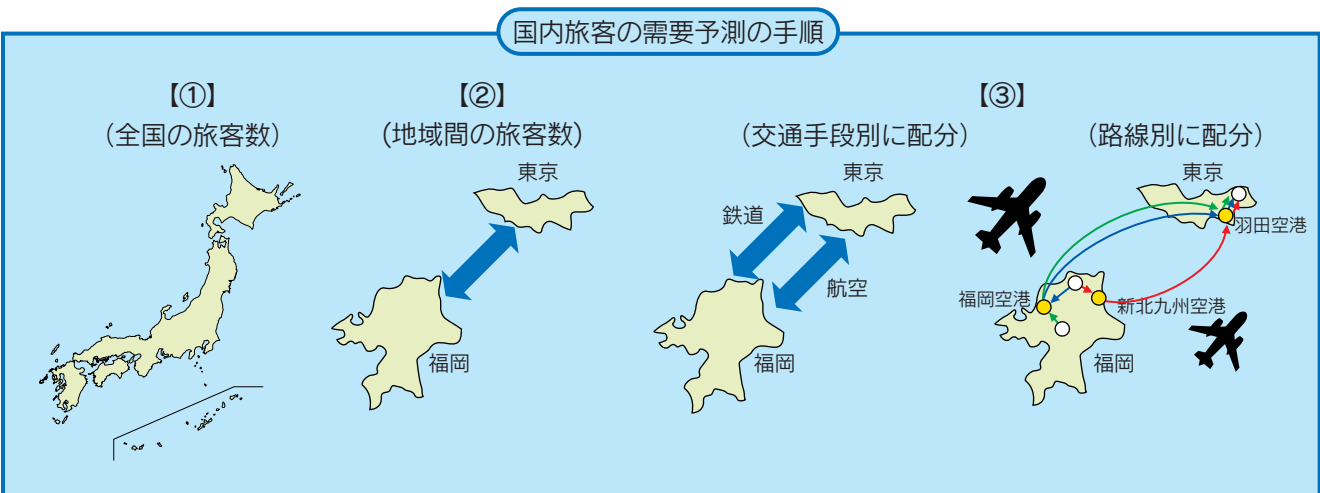 国内旅客の需要予測の手順
【①】
（全国の旅客数）
【②】
(地域間の旅客数)
東京
福岡
【③】
（交通手段別に配分）
東京
鉄道
航空
福岡
（路線別に配分）
東京
羽田空港
福岡空港
新北九州空港
福岡